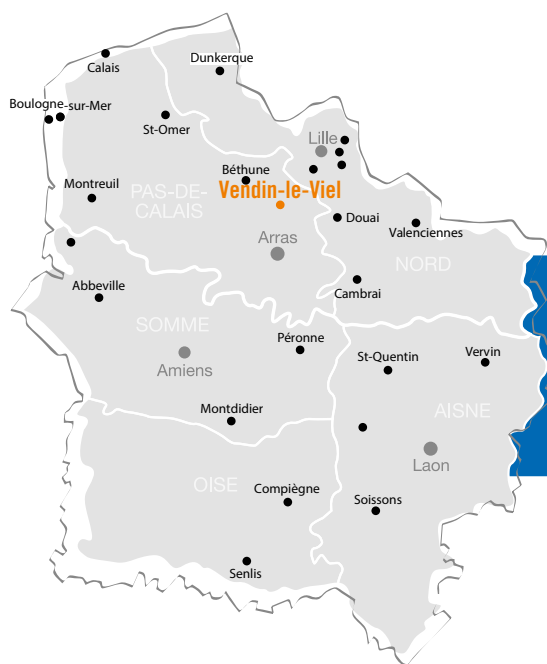 Dunkerque
Calais
Boulogne-sur-Mer
St-Omer
Lille
Béthune
Vendin-le-Viel
Montreuil
PAS-DE-
CALAIS
Douai
Valenciennes
Arras
NORD
Abbeville
Cambrai
SOMME
Péronne
St-Quentin
Vervin
Amiens
Montdidier
AISNE
Laon
OISE
Compiègne
Soissons
Senlis